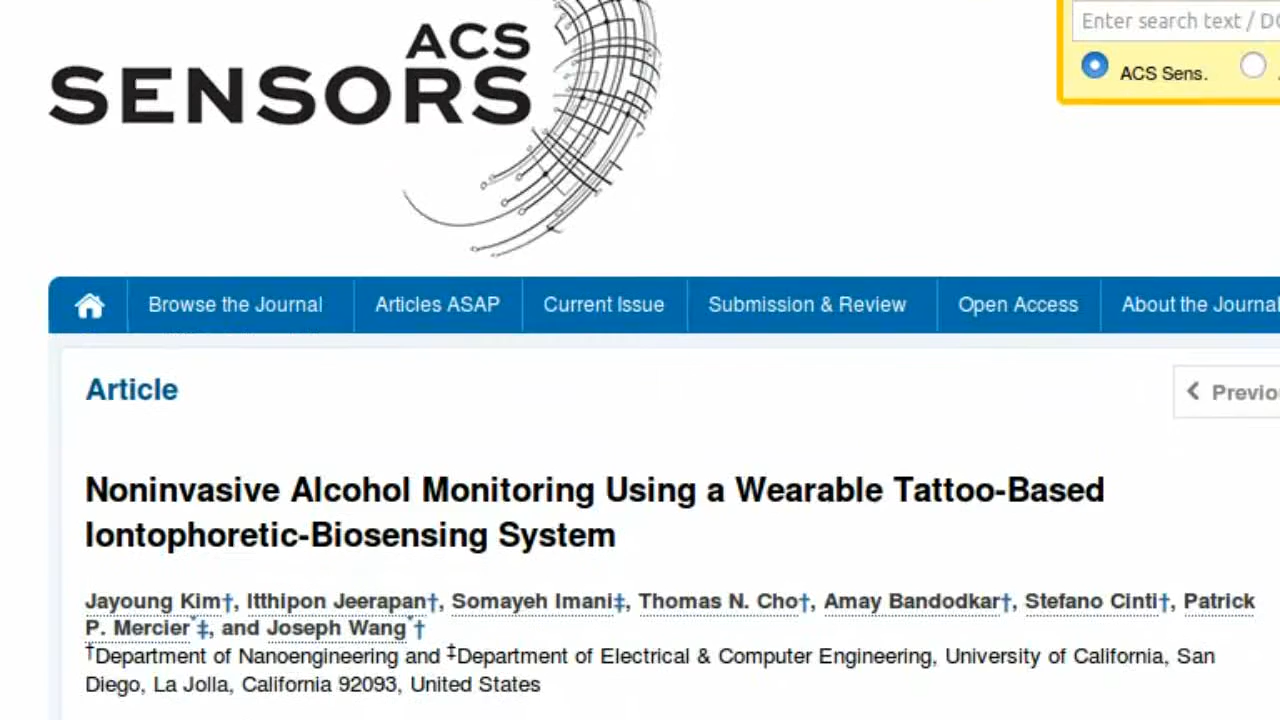 ACS
SENSORS
Enter search text / DO
ACS Sens.
Browse the Journal
Articles ASAP
Current Issue
Submission & Review
Open Access
About the Journal
Article
Previo
Noninvasive Alcohol Monitoring Using a Wearable Tattoo-Based
Iontophoretic-Biosensing System
Jayoung Kim†, Itthipon Jeerapan†, Somayeh Imani‡, Thomas N. Cho†, Amay Bandodkar†, Stefano Cinti†, Patrick
P. Mercier*‡, and Joseph Wang*†
†Department of Nanoengineering and ‡Department of Electrical & Computer Engineering, University of California, San
Diego, La Jolla, California 92093, United States